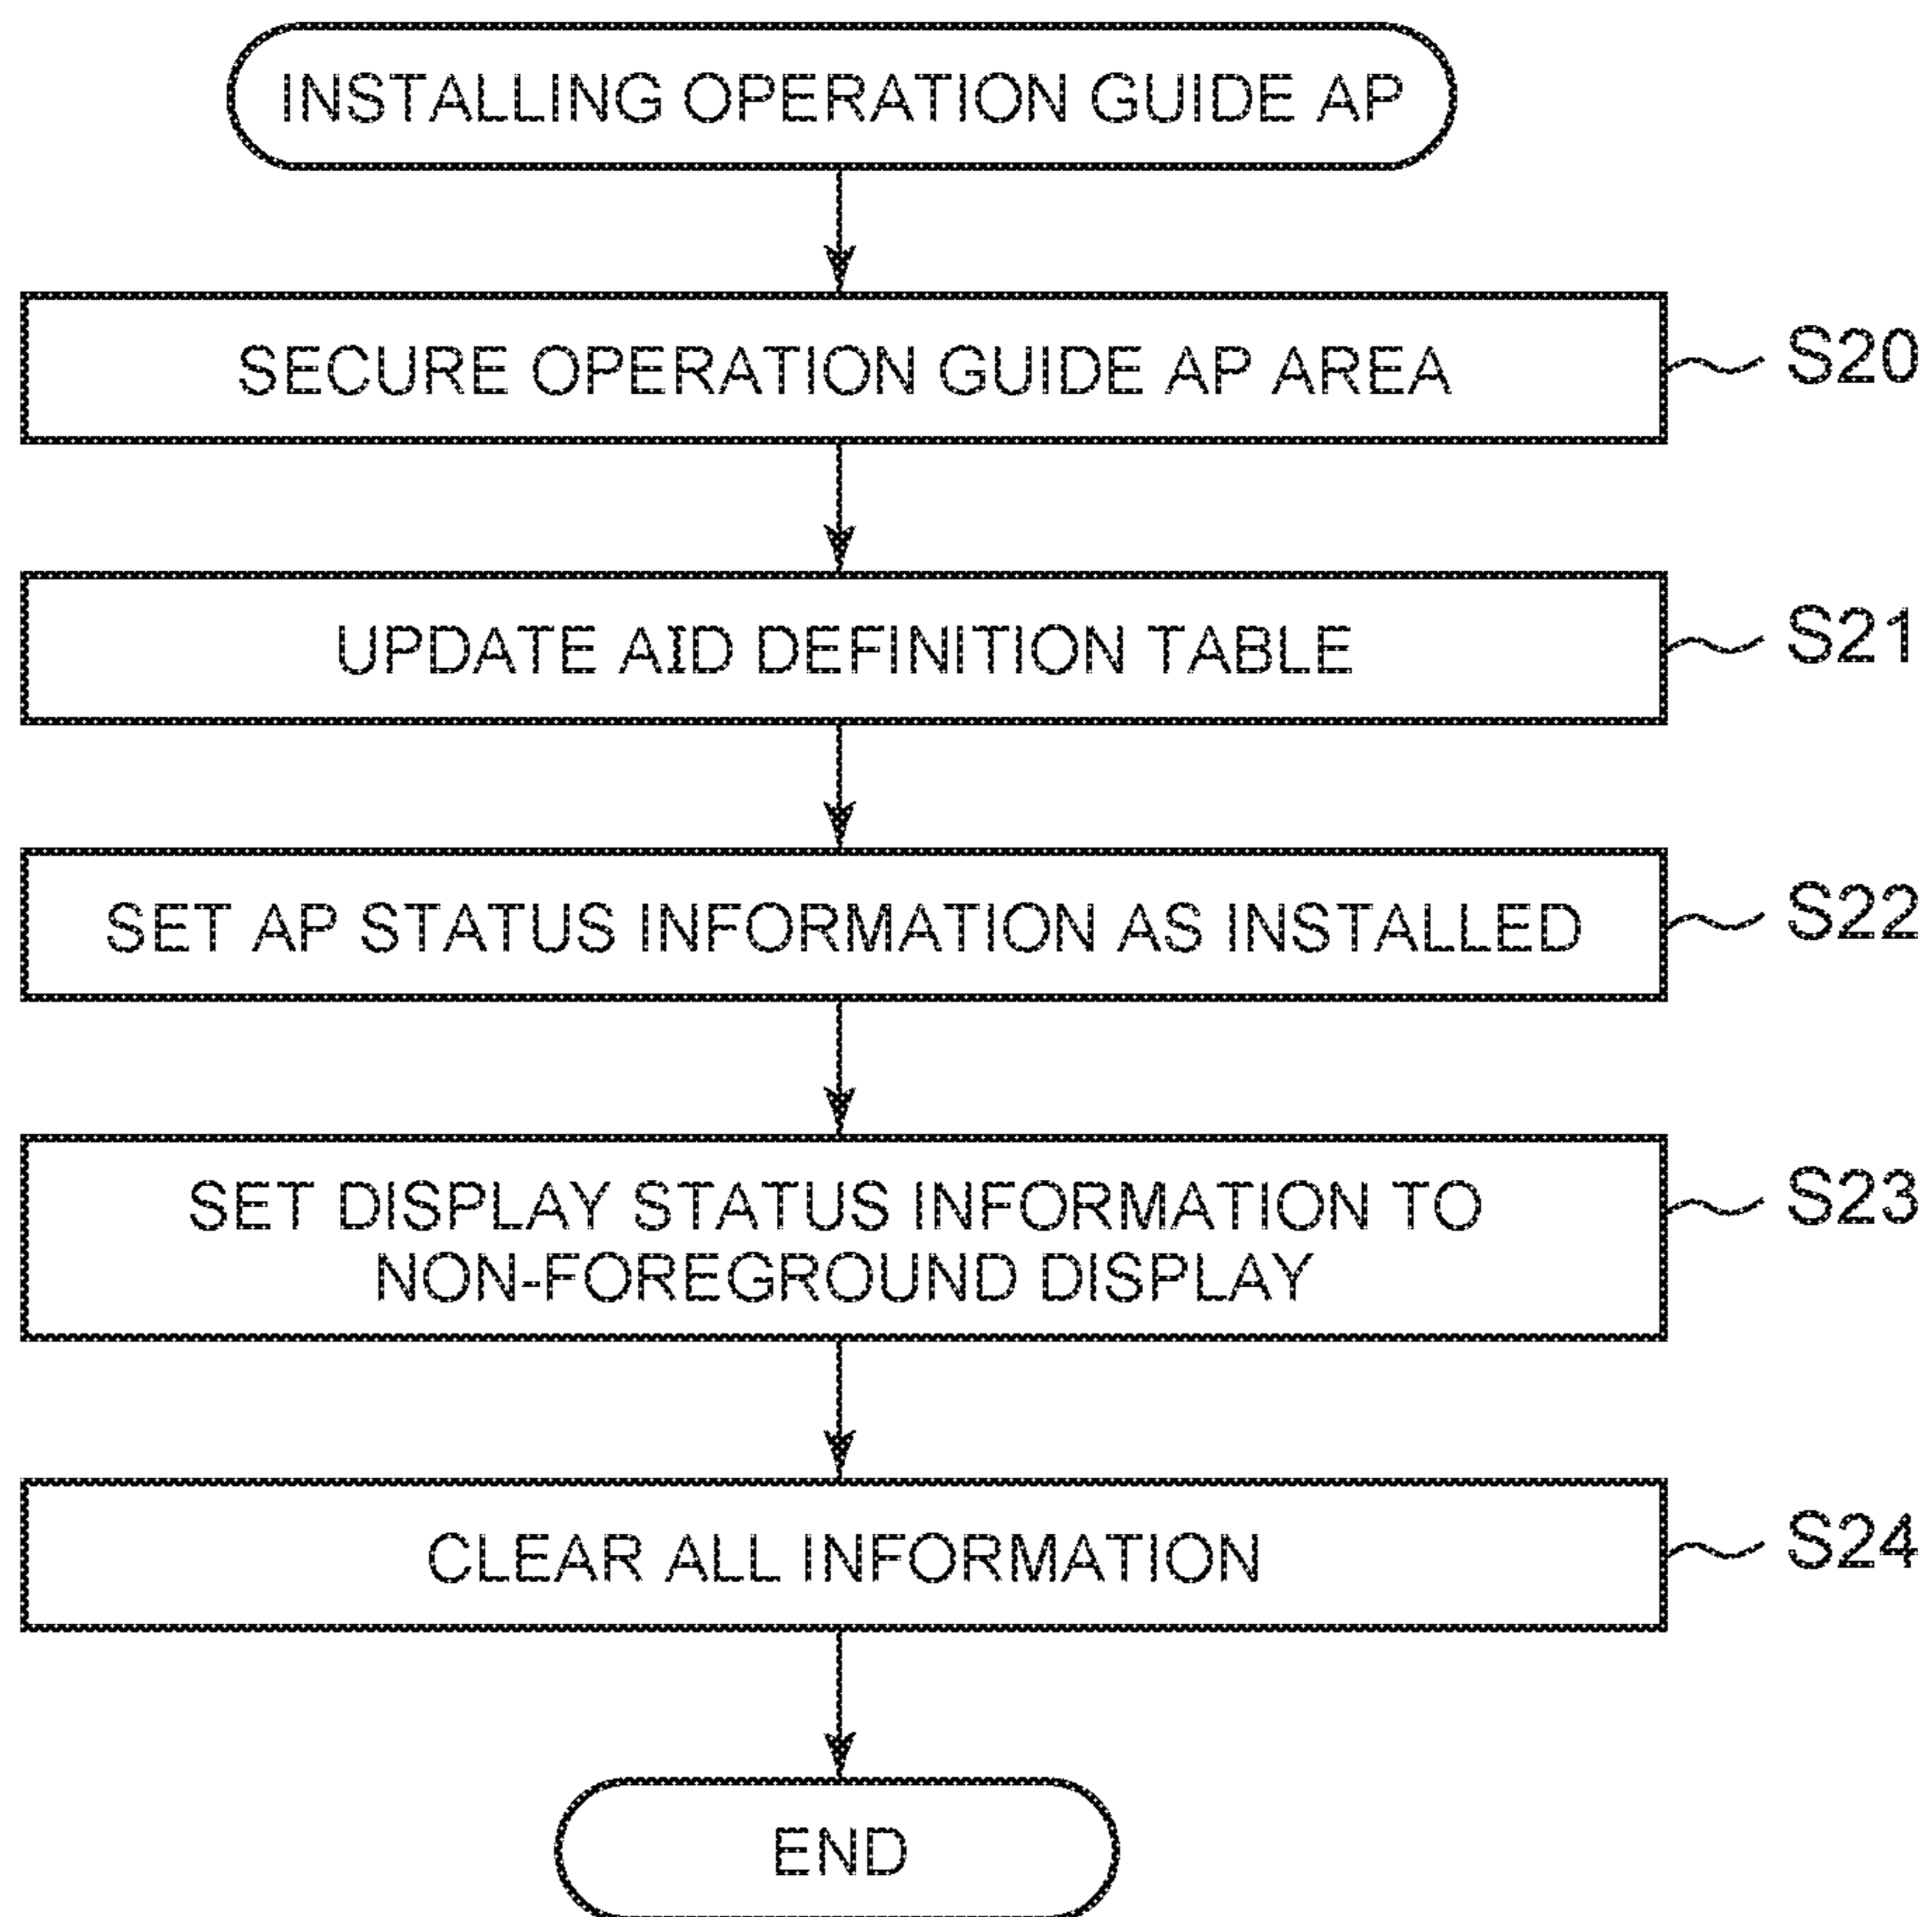 INSTALLING OPERATION GUIDE AP
SECURE OPERATION GUIDE AP AREA
S20
UPDATE AID DEFINITION TABLE
S21
SET AP STATUS INFORMATION AS INSTALLED
S22
SET DISPLAY STATUS INFORMATION TO
NON-FOREGROUND DISPLAY
S23
CLEAR ALL INFORMATION
S24
END